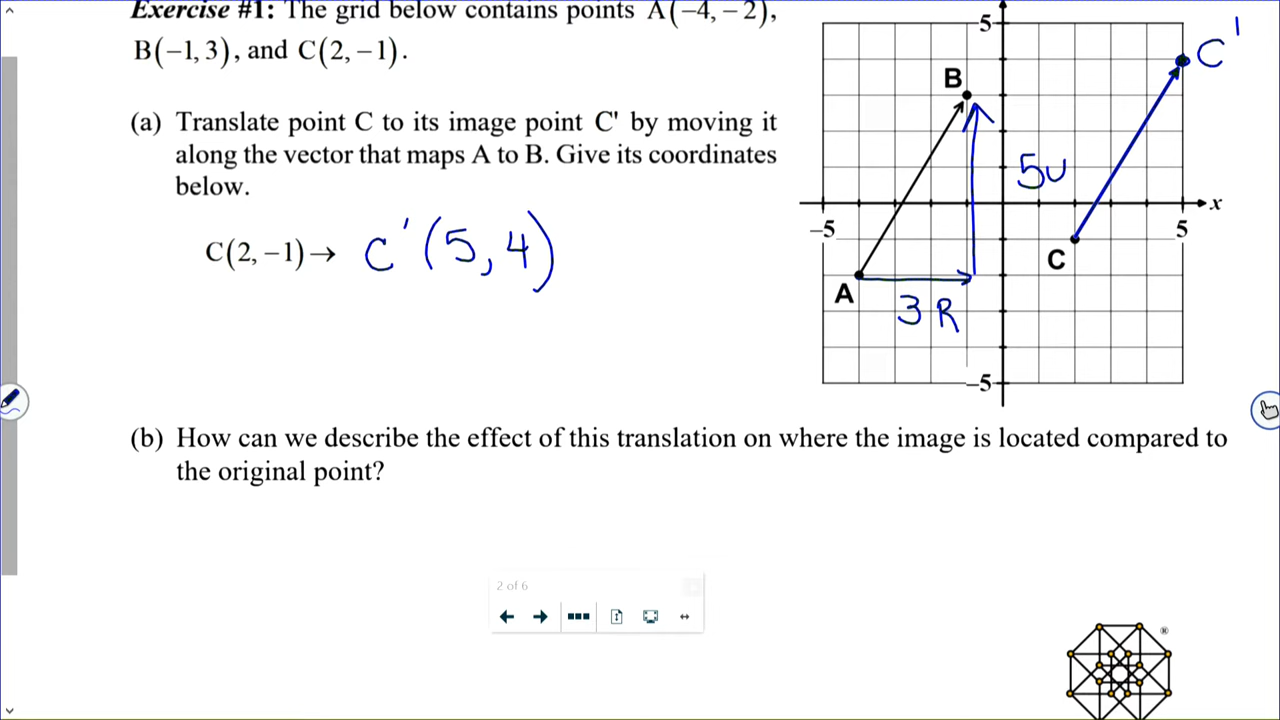 Exercise #1: The grid below contains points A(−4, −2),
B(−1, 3), and C(2, −1).
(a) Translate point C to its image point C' by moving it
along the vector that maps A to B. Give its coordinates
below.
C(2, −1) → C'(5, 4)
(b) How can we describe the effect of this translation on where the image is located compared to
the original point?
5
C'
B
5U
x
−5
5
C
A
3 R
−5
2 of 6
®